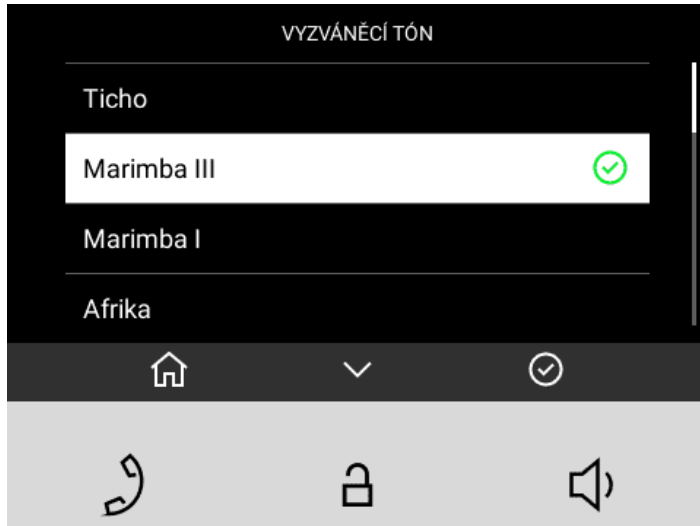 VYZVÁNĚCÍ TÓN
Ticho
Marimba III
Marimba I
Afrika